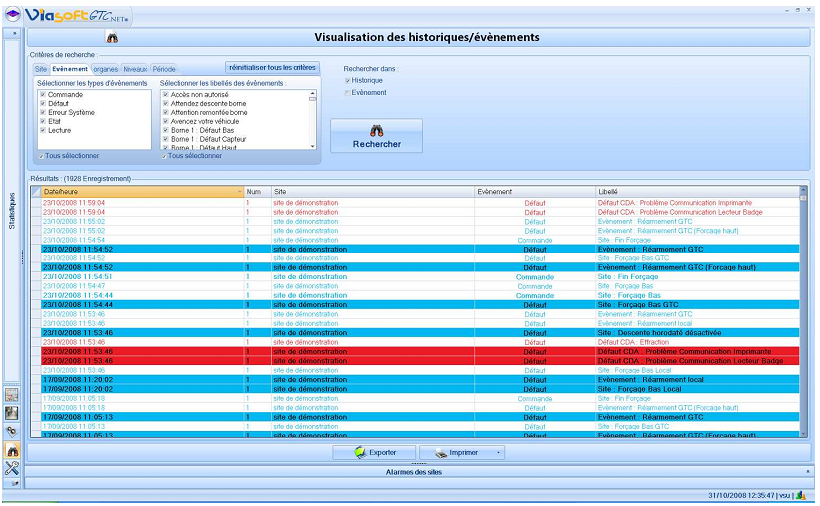 ViasoftGTC.NET
Visualisation des historiques/évènements
Critères de recherche
Site Evènement organes Niveaux Période réinitialiser tous les critères
Sélectionner les types d'évènements Sélectionner les libellés des évènements :
Commande
Défaut
Erreur Système
Etat
Lecture
Tous sélectionner
Accès non autorisé
Attendez descente borne
Attention remontée borne
Avencez votre véhicule
Borne 1 : Défaut Bas
Borne 1 : Défaut Capteur
Borne 1 : Défaut Haut
Tous sélectionner
Rechercher dans :
Historique
Evènement
Rechercher
Statistiques
Résultats : (1928 Enregistrement)
Date/heure Num Site Evènement Libellé
23/10/2008 11:59:04 1 site de démonstration Défaut Défaut CDA : Problème Communication Imprimante
23/10/2008 11:59:04 1 site de démonstration Défaut Défaut CDA : Problème Communication Lecteur Badge
23/10/2008 11:55:02 1 site de démonstration Défaut Evènement : Réarmement GTC
23/10/2008 11:55:02 1 site de démonstration Défaut Evènement : Réarmement GTC (Forcage haut)
23/10/2008 11:54:54 1 site de démonstration Commande Site : Fin Forçage
23/10/2008 11:54:52 1 site de démonstration Défaut Evènement : Réarmement GTC
23/10/2008 11:54:52 1 site de démonstration Défaut Site : Forçage Bas GTC
23/10/2008 11:54:52 1 site de démonstration Défaut Evènement : Réarmement GTC (Forcage haut)
23/10/2008 11:54:51 1 site de démonstration Commande Site : Fin Forçage
23/10/2008 11:54:47 1 site de démonstration Commande Site : Forçage Bas
23/10/2008 11:54:44 1 site de démonstration Commande Site : Forçage Bas
23/10/2008 11:54:44 1 site de démonstration Défaut Site : Forçage Bas GTC
23/10/2008 11:53:46 1 site de démonstration Défaut Evènement : Réarmement GTC
23/10/2008 11:53:46 1 site de démonstration Défaut Evènement : Réarmement local
23/10/2008 11:53:46 1 site de démonstration Défaut Site : Descente horodaté désactivée
23/10/2008 11:53:46 1 site de démonstration Défaut Défaut CDA : Effraction
23/10/2008 11:53:46 1 site de démonstration Défaut Défaut CDA : Problème Communication Imprimante
23/10/2008 11:53:46 1 site de démonstration Défaut Défaut CDA : Problème Communication Lecteur Badge
23/10/2008 11:53:46 1 site de démonstration Défaut Site : Forçage Bas Local
17/09/2008 11:20:02 1 site de démonstration Défaut Evènement : Réarmement local
17/09/2008 11:20:02 1 site de démonstration Défaut Site : Forçage Bas Local
17/09/2008 11:05:18 1 site de démonstration Commande Site : Fin Forçage
17/09/2008 11:05:18 1 site de démonstration Défaut Evènement : Réarmement GTC (Forcage haut)
17/09/2008 11:05:13 1 site de démonstration Défaut Evènement : Réarmement GTC
17/09/2008 11:05:13 1 site de démonstration Défaut Site : Forçage Bas GTC
17/09/2008 11:05:13 1 site de démonstration Défaut Evènement : Réarmement GTC (Forcage haut)
Exporter Imprimer
Alarmes des sites
31/10/2008 12:35:47 | vsu |